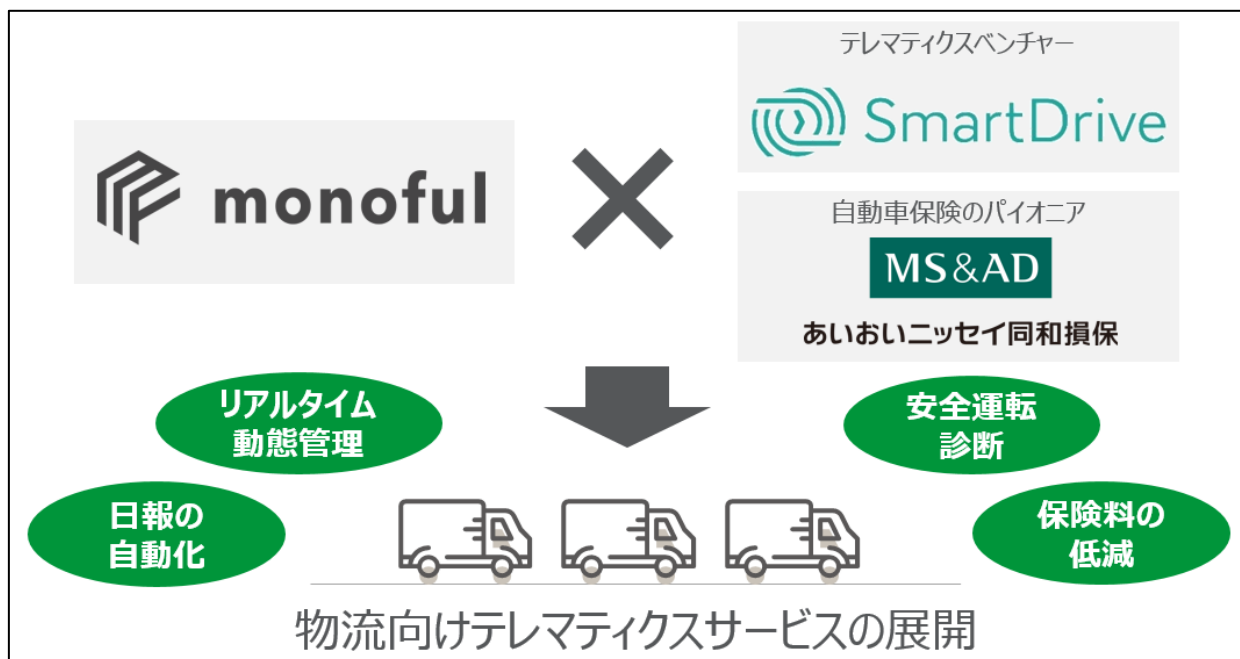 テレマティクスベンチャー
SmartDrive
monoful
自動車保険のパイオニア
MS&AD
あいおいニッセイ同和損保
リアルタイム
動態管理
安全運転
診断
日報の
自動化
保険料の
低減
物流向けテレマティクスサービスの展開